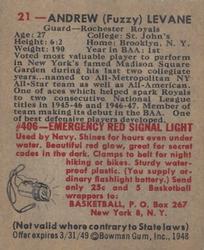 21 — ANDREW (Fuzzy) LEVANE
Guard—Rochester Royals
Age: 27 College: St. John's
Height: 6-2 Home: Brooklyn, N. Y.
Weight: 190 Year in BAA: 1st
Voted most valuable player to perform in
New York's famed Madison Square
Garden during his last two collegiate
years...named to All-Metropolitan NY
All-Star team as well as All-American.
One of aces which has sparked Royals
to two consecutive National League
titles in 1945-46 and 1946-47. Member of
team making its debut in the BAA. One
of best defensive players.
#406—EMERGENCY RED SIGNAL LIGHT
Used by Navy. Shines for hours even under
water. Beautiful red glow, great for secret
codes in the dark. Clamps to belt for night
hiking or bikes. Sturdy water-
proof plastic. (You supply ordi-
nary flashlight battery.) Send
only 25c and 5 Basketball
wrappers to:
BASKETBALL, P. O. Box 267
New York 8, N. Y.
(Not valid where contrary to State Laws)
Offer expires 3/31/49 ©Bowman Gum, Inc., 1948